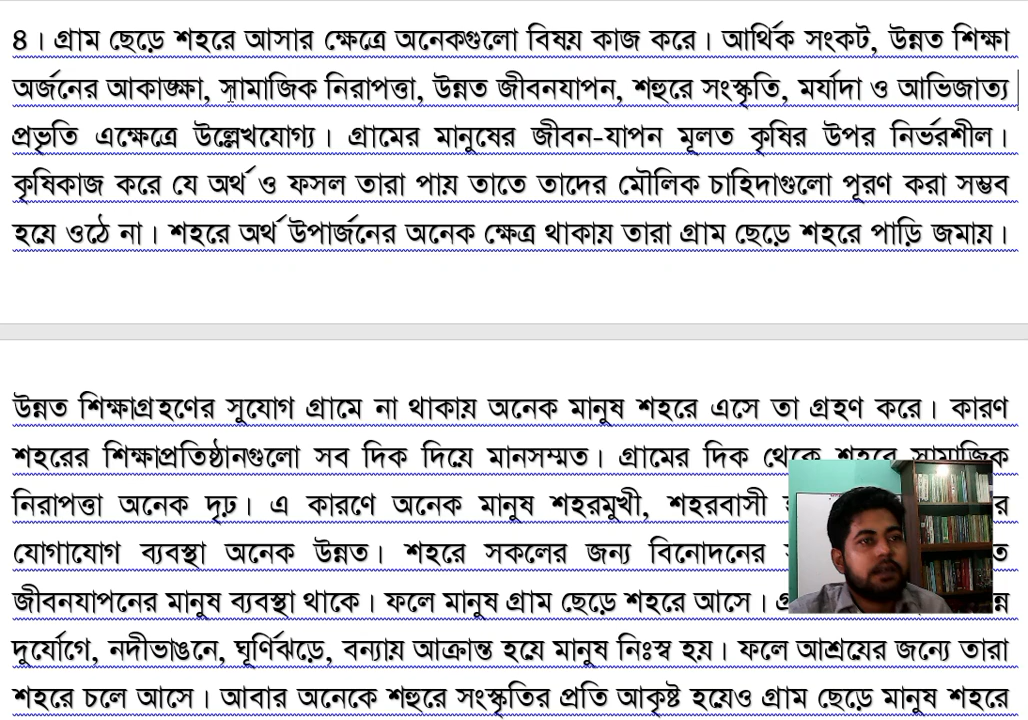 ৪। গ্রাম ছেড়ে শহরে আসার ক্ষেত্রে অনেকগুলো বিষয় কাজ করে। আর্থিক সংকট, উন্নত শিক্ষা
অর্জনের আকাঙ্ক্ষা, সামাজিক নিরাপত্তা, উন্নত জীবনযাপন, শহুরে সংস্কৃতি, মর্যাদা ও আভিজাত্য
প্রভৃতি এক্ষেত্রে উল্লেখযোগ্য। গ্রামের মানুষের জীবন-যাপন মূলত কৃষির উপর নির্ভরশীল।
কৃষিকাজ করে যে অর্থ ও ফসল তারা পায় তাতে তাদের মৌলিক চাহিদাগুলো পূরণ করা সম্ভব
হয়ে ওঠে না। শহরে অর্থ উপার্জনের অনেক ক্ষেত্র থাকায় তারা গ্রাম ছেড়ে শহরে পাড়ি জমায়।
উন্নত শিক্ষাগ্রহণের সুযোগ গ্রামে না থাকায় অনেক মানুষ শহরে এসে তা গ্রহণ করে। কারণ
শহরের শিক্ষাপ্রতিষ্ঠানগুলো সব দিক দিয়ে মানসম্মত। গ্রামের দিক থেকে শহরে সামাজিক
নিরাপত্তা অনেক দৃঢ়। এ কারণে অনেক মানুষ শহরমুখী, শহরবাসী
যোগাযোগ ব্যবস্থা অনেক উন্নত। শহরে সকলের জন্য বিনোদনের
জীবনযাপনের মানুষ ব্যবস্থা থাকে। ফলে মানুষ গ্রাম ছেড়ে শহরে আসে।
দুর্যোগে, নদীভাঙনে, ঘূর্ণিঝড়ে, বন্যায় আক্রান্ত হয়ে মানুষ নিঃস্ব হয়। ফলে আশ্রয়ের জন্যে তারা
শহরে চলে আসে। আবার অনেকে শহুরে সংস্কৃতির প্রতি আকৃষ্ট হয়েও গ্রাম ছেড়ে মানুষ শহরে